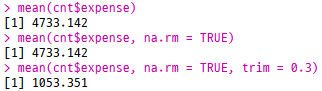 > mean(cnt$expense)
[1] 4733.142
> mean(cnt$expense, na.rm = TRUE)
[1] 4733.142
> mean(cnt$expense, na.rm = TRUE, trim = 0.3)
[1] 1053.351